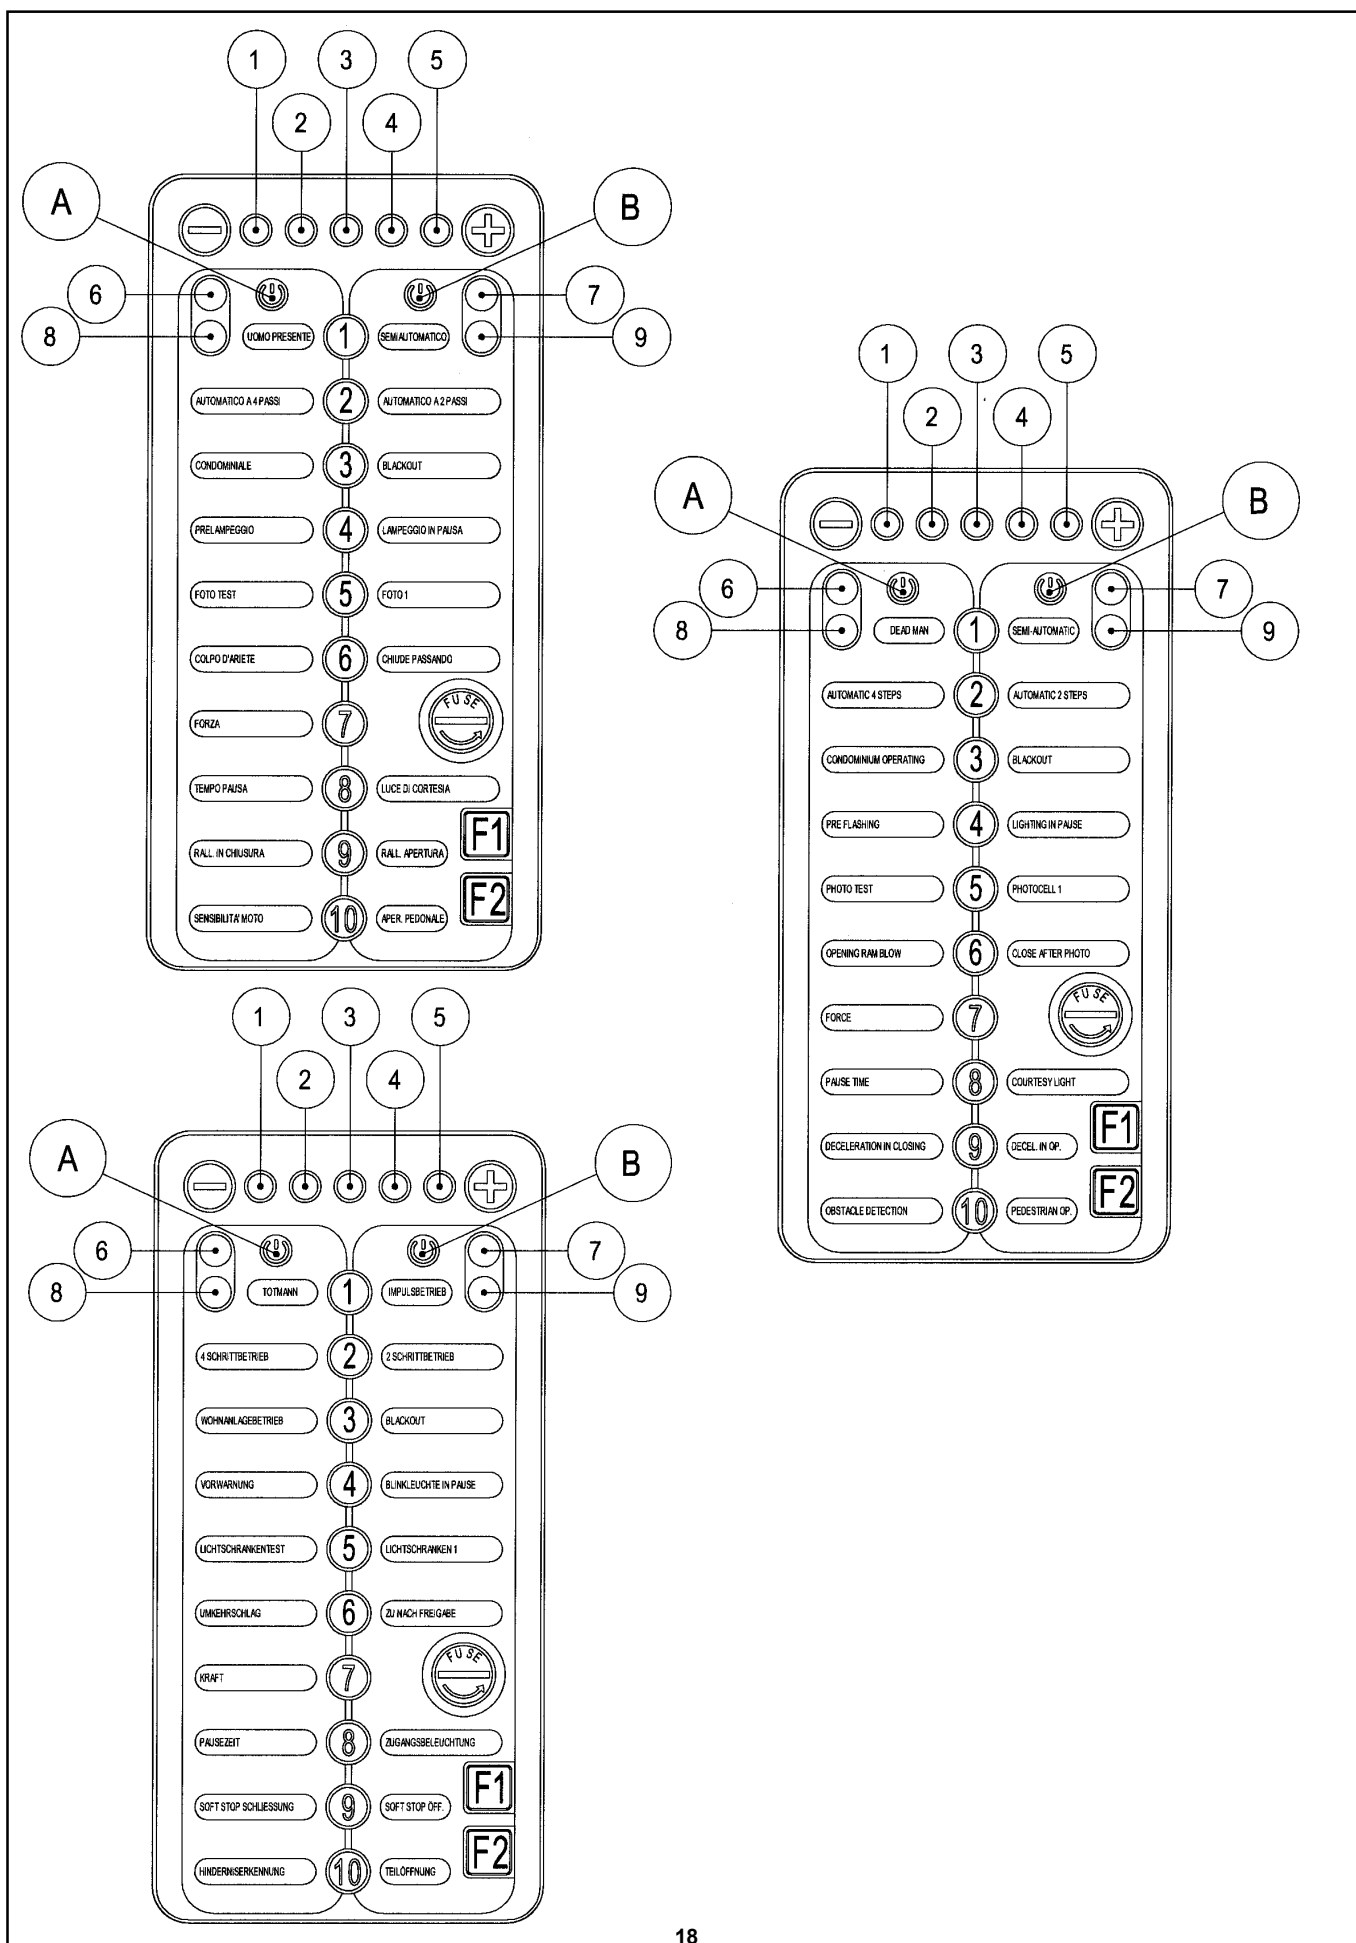 1 3 5
2 4
A B
− +
6 7
8 UOMO PRESENTE 1 SEMIAUTOMATICO 9
AUTOMATICO A 4 PASSI 2 AUTOMATICO A 2 PASSI
CONDOMINIALE 3 BLACKOUT
PRELAMPEGGIO 4 LAMPEGGIO IN PAUSA
FOTO TEST 5 FOTO 1
COLPO D'ARIETE 6 CHIUDE PASSANDO
FORZA 7 FUSE
TEMPO PAUSA 8 LUCE DI CORTESIA
F1
RALL. IN CHIUSURA 9 RALL. APERTURA
F2
SENSIBILITA' MOTO 10 APER. PEDONALE
1 3 5
2 4
A B
− +
6 7
8 DEAD MAN 1 SEMI-AUTOMATIC 9
AUTOMATIC 4 STEPS 2 AUTOMATIC 2 STEPS
CONDOMINIUM OPERATING 3 BLACKOUT
PRE FLASHING 4 LIGHTING IN PAUSE
PHOTO TEST 5 PHOTOCELL 1
OPENING RAM BLOW 6 CLOSE AFTER PHOTO
FORCE 7 FUSE
PAUSE TIME 8 COURTESY LIGHT
F1
DECELERATION IN CLOSING 9 DECEL. IN OP.
F2
OBSTACLE DETECTION 10 PEDESTRIAN OP.
1 3 5
2 4
A B
− +
6 7
8 TOTMANN 1 IMPULSBETRIEB 9
4 SCHRITTBETRIEB 2 2 SCHRITTBETRIEB
WOHNANLAGEBETRIEB 3 BLACKOUT
VORWARNUNG 4 BLINKLEUCHTE IN PAUSE
LICHTSCHRANKENTEST 5 LICHTSCHRANKEN 1
UMKEHRSCHLAG 6 ZU NACH FREIGABE
KRAFT 7 FUSE
PAUSEZEIT 8 ZUGANGSBELEUCHTUNG
F1
SOFT STOP SCHLIESSUNG 9 SOFT STOP ÖFF.
F2
HINDERNISERKENNUNG 10 TEILÖFFNUNG
18